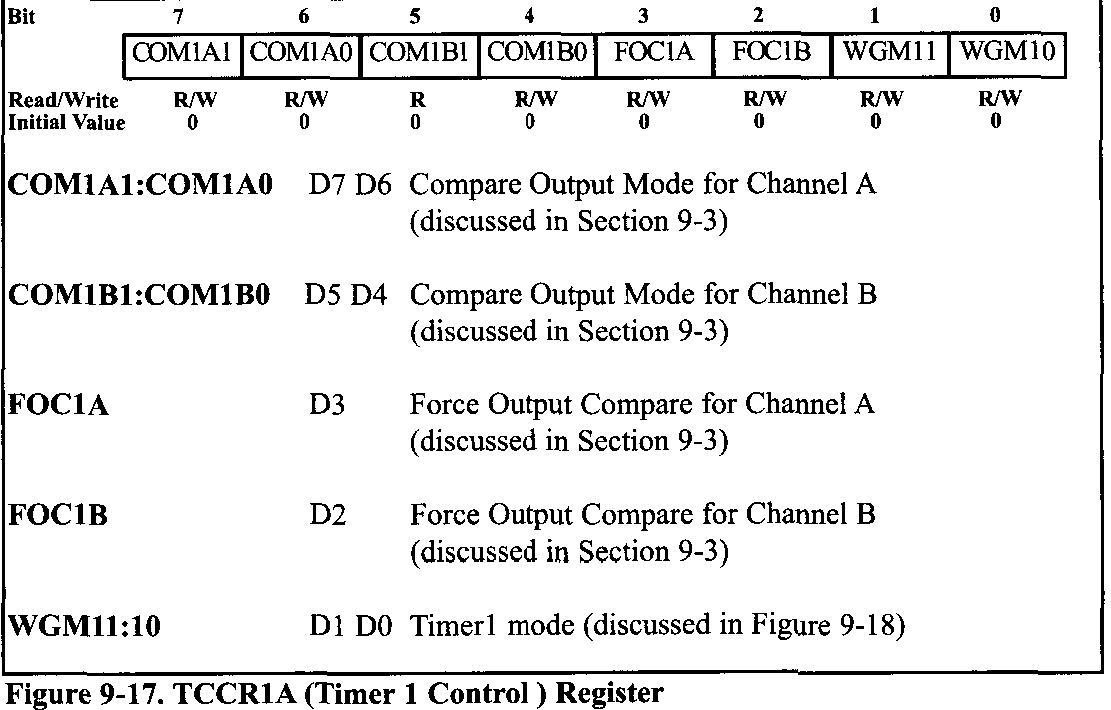 Bit 7 6 5 4 3 2 1 0
COM1A1 COM1A0 COM1B1 COM1B0 FOC1A FOC1B WGM11 WGM10
Read/Write R/W R/W R R/W R/W R/W R/W R/W
Initial Value 0 0 0 0 0 0 0 0
COM1A1:COM1A0 D7 D6 Compare Output Mode for Channel A
(discussed in Section 9-3)
COM1B1:COM1B0 D5 D4 Compare Output Mode for Channel B
(discussed in Section 9-3)
FOC1A D3 Force Output Compare for Channel A
(discussed in Section 9-3)
FOC1B D2 Force Output Compare for Channel B
(discussed in Section 9-3)
WGM11:10 D1 D0 Timer1 mode (discussed in Figure 9-18)
Figure 9-17. TCCR1A (Timer 1 Control ) Register